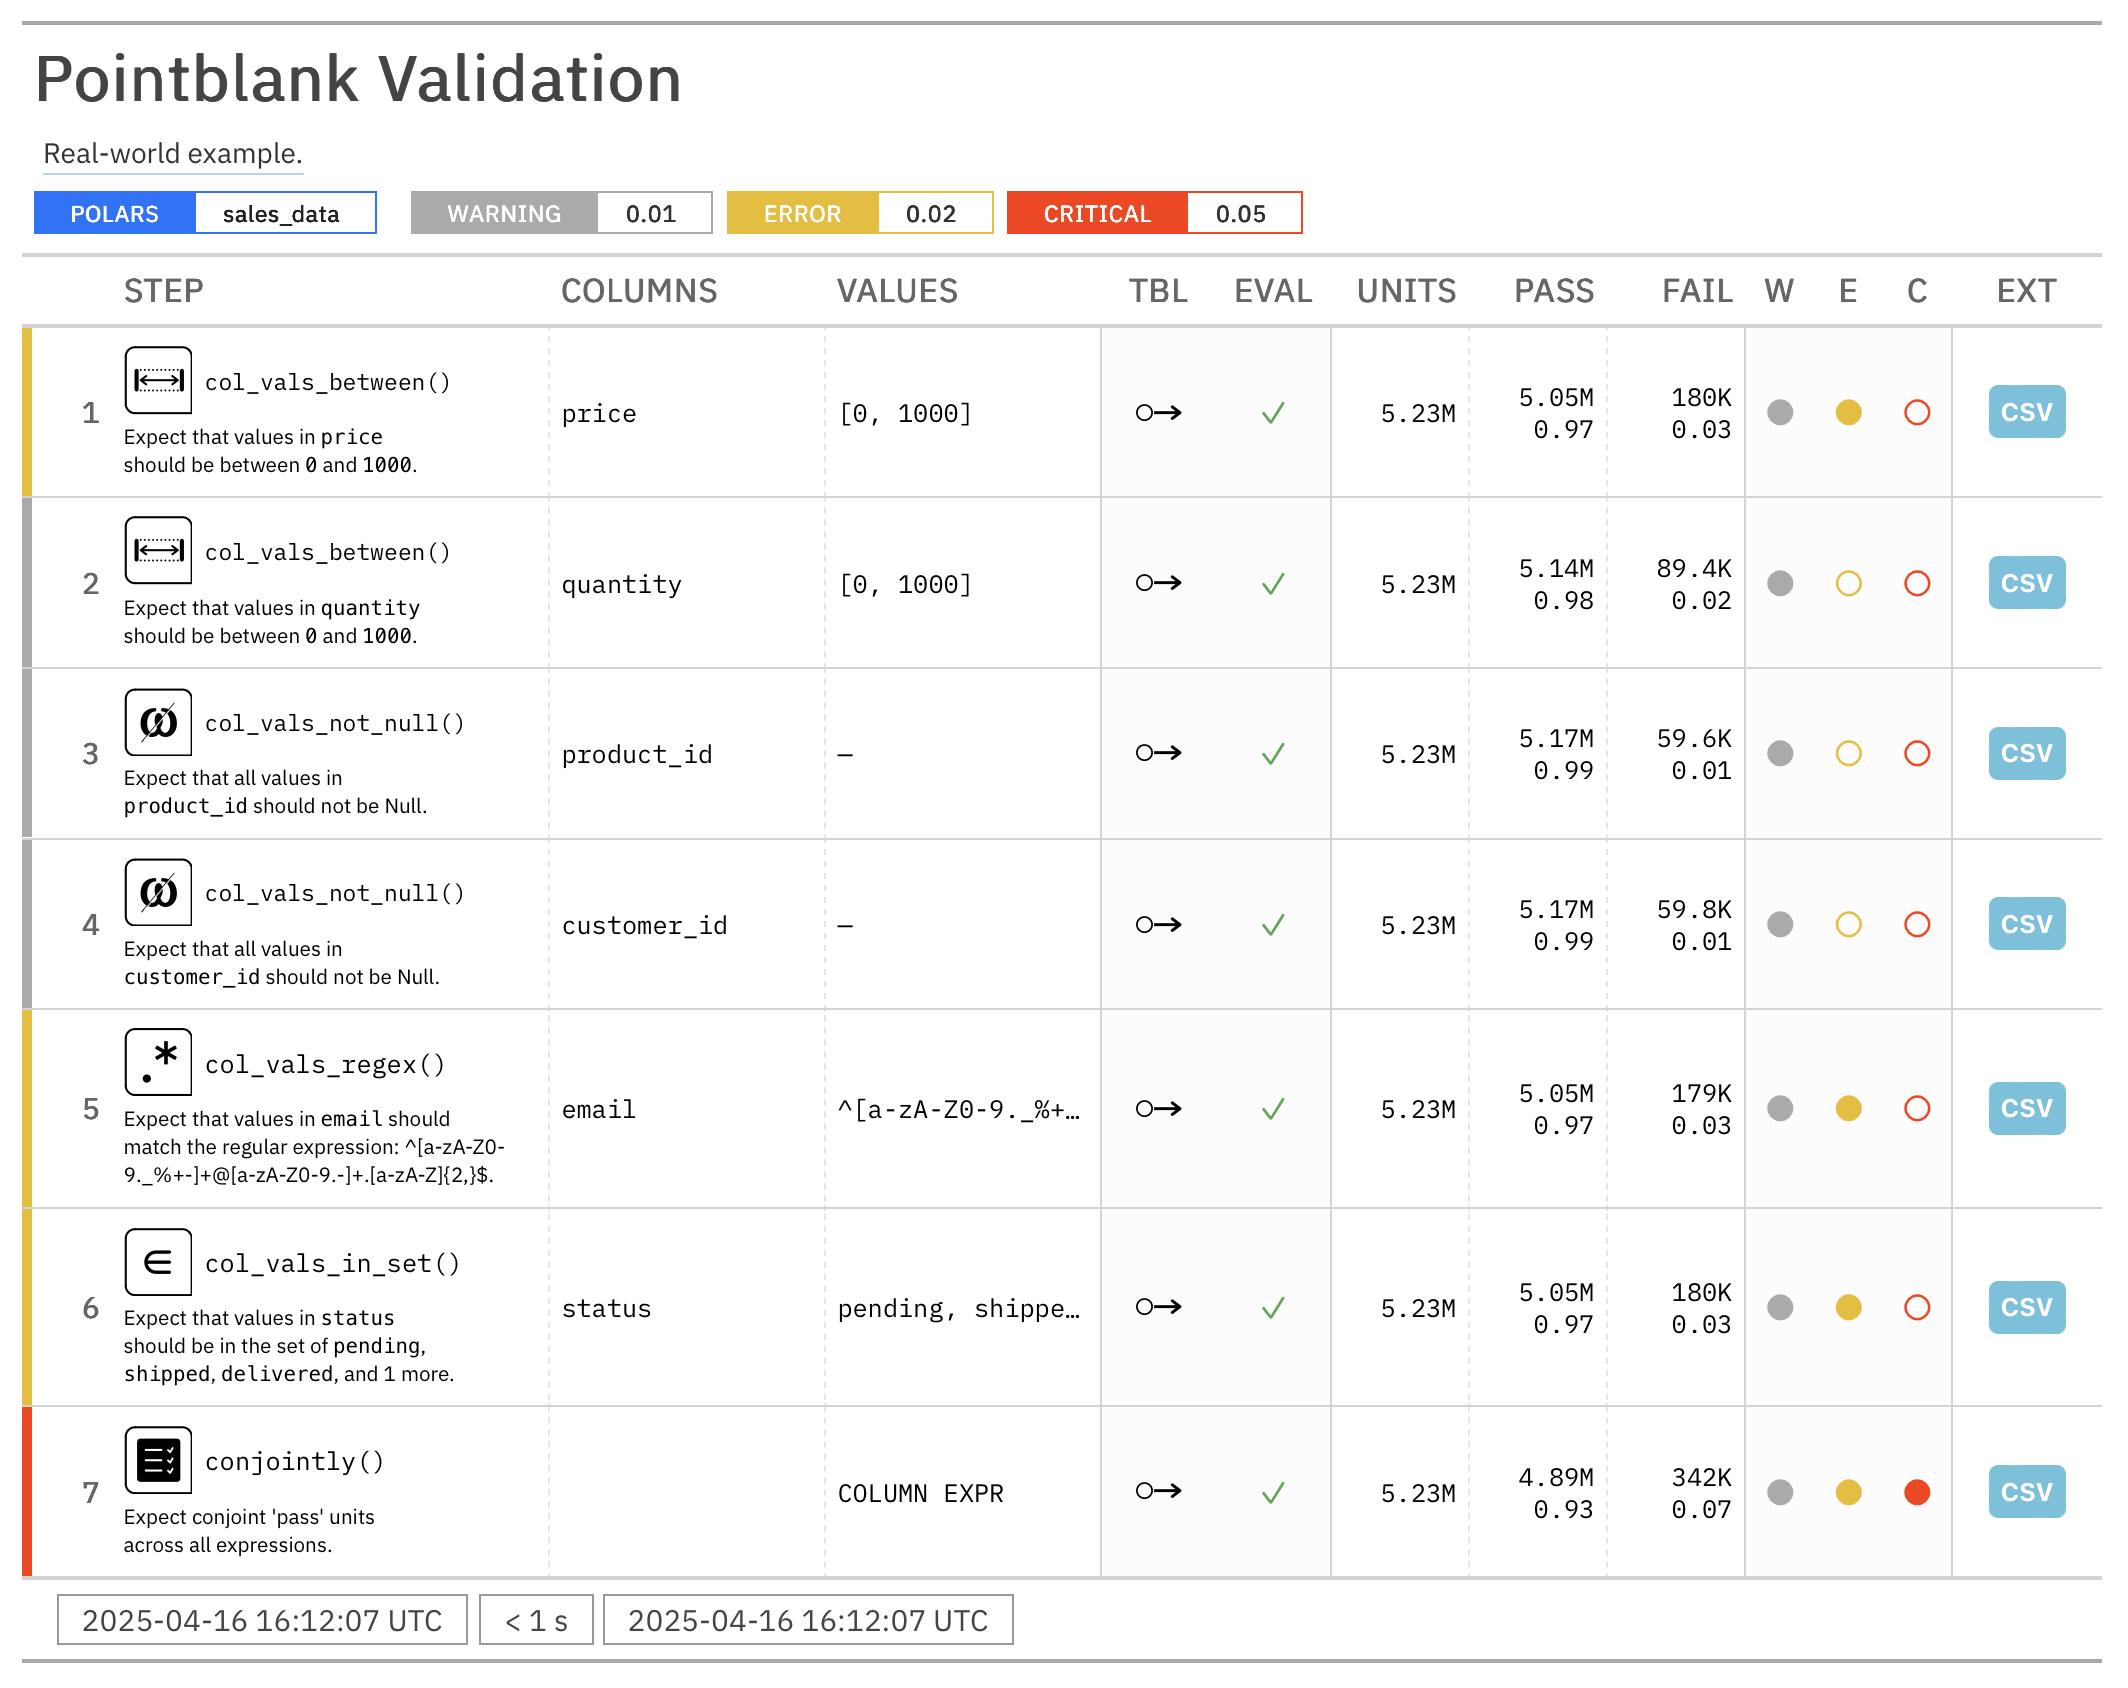 Pointblank Validation
Real-world example.
POLARS sales_data WARNING 0.01 ERROR 0.02 CRITICAL 0.05
STEP COLUMNS VALUES TBL EVAL UNITS PASS FAIL W E C EXT
1 col_vals_between() price [0, 1000] ✓ 5.23M 5.05M 180K CSV
0.97 0.03
Expect that values in price
should be between 0 and 1000.
2 col_vals_between() quantity [0, 1000] ✓ 5.23M 5.14M 89.4K CSV
0.98 0.02
Expect that values in quantity
should be between 0 and 1000.
3 col_vals_not_null() product_id — ✓ 5.23M 5.17M 59.6K CSV
0.99 0.01
Expect that all values in
product_id should not be Null.
4 col_vals_not_null() customer_id — ✓ 5.23M 5.17M 59.8K CSV
0.99 0.01
Expect that all values in
customer_id should not be Null.
5 col_vals_regex() email ^[a-zA-Z0-9._%+… ✓ 5.23M 5.05M 179K CSV
0.97 0.03
Expect that values in email should
match the regular expression: ^[a-zA-Z0-
9._%+-]+@[a-zA-Z0-9.-]+.[a-zA-Z]{2,}$.
6 col_vals_in_set() status pending, shippe… ✓ 5.23M 5.05M 180K CSV
0.97 0.03
Expect that values in status
should be in the set of pending,
shipped, delivered, and 1 more.
7 conjointly() COLUMN EXPR ✓ 5.23M 4.89M 342K CSV
0.93 0.07
Expect conjoint 'pass' units
across all expressions.
2025-04-16 16:12:07 UTC < 1 s 2025-04-16 16:12:07 UTC